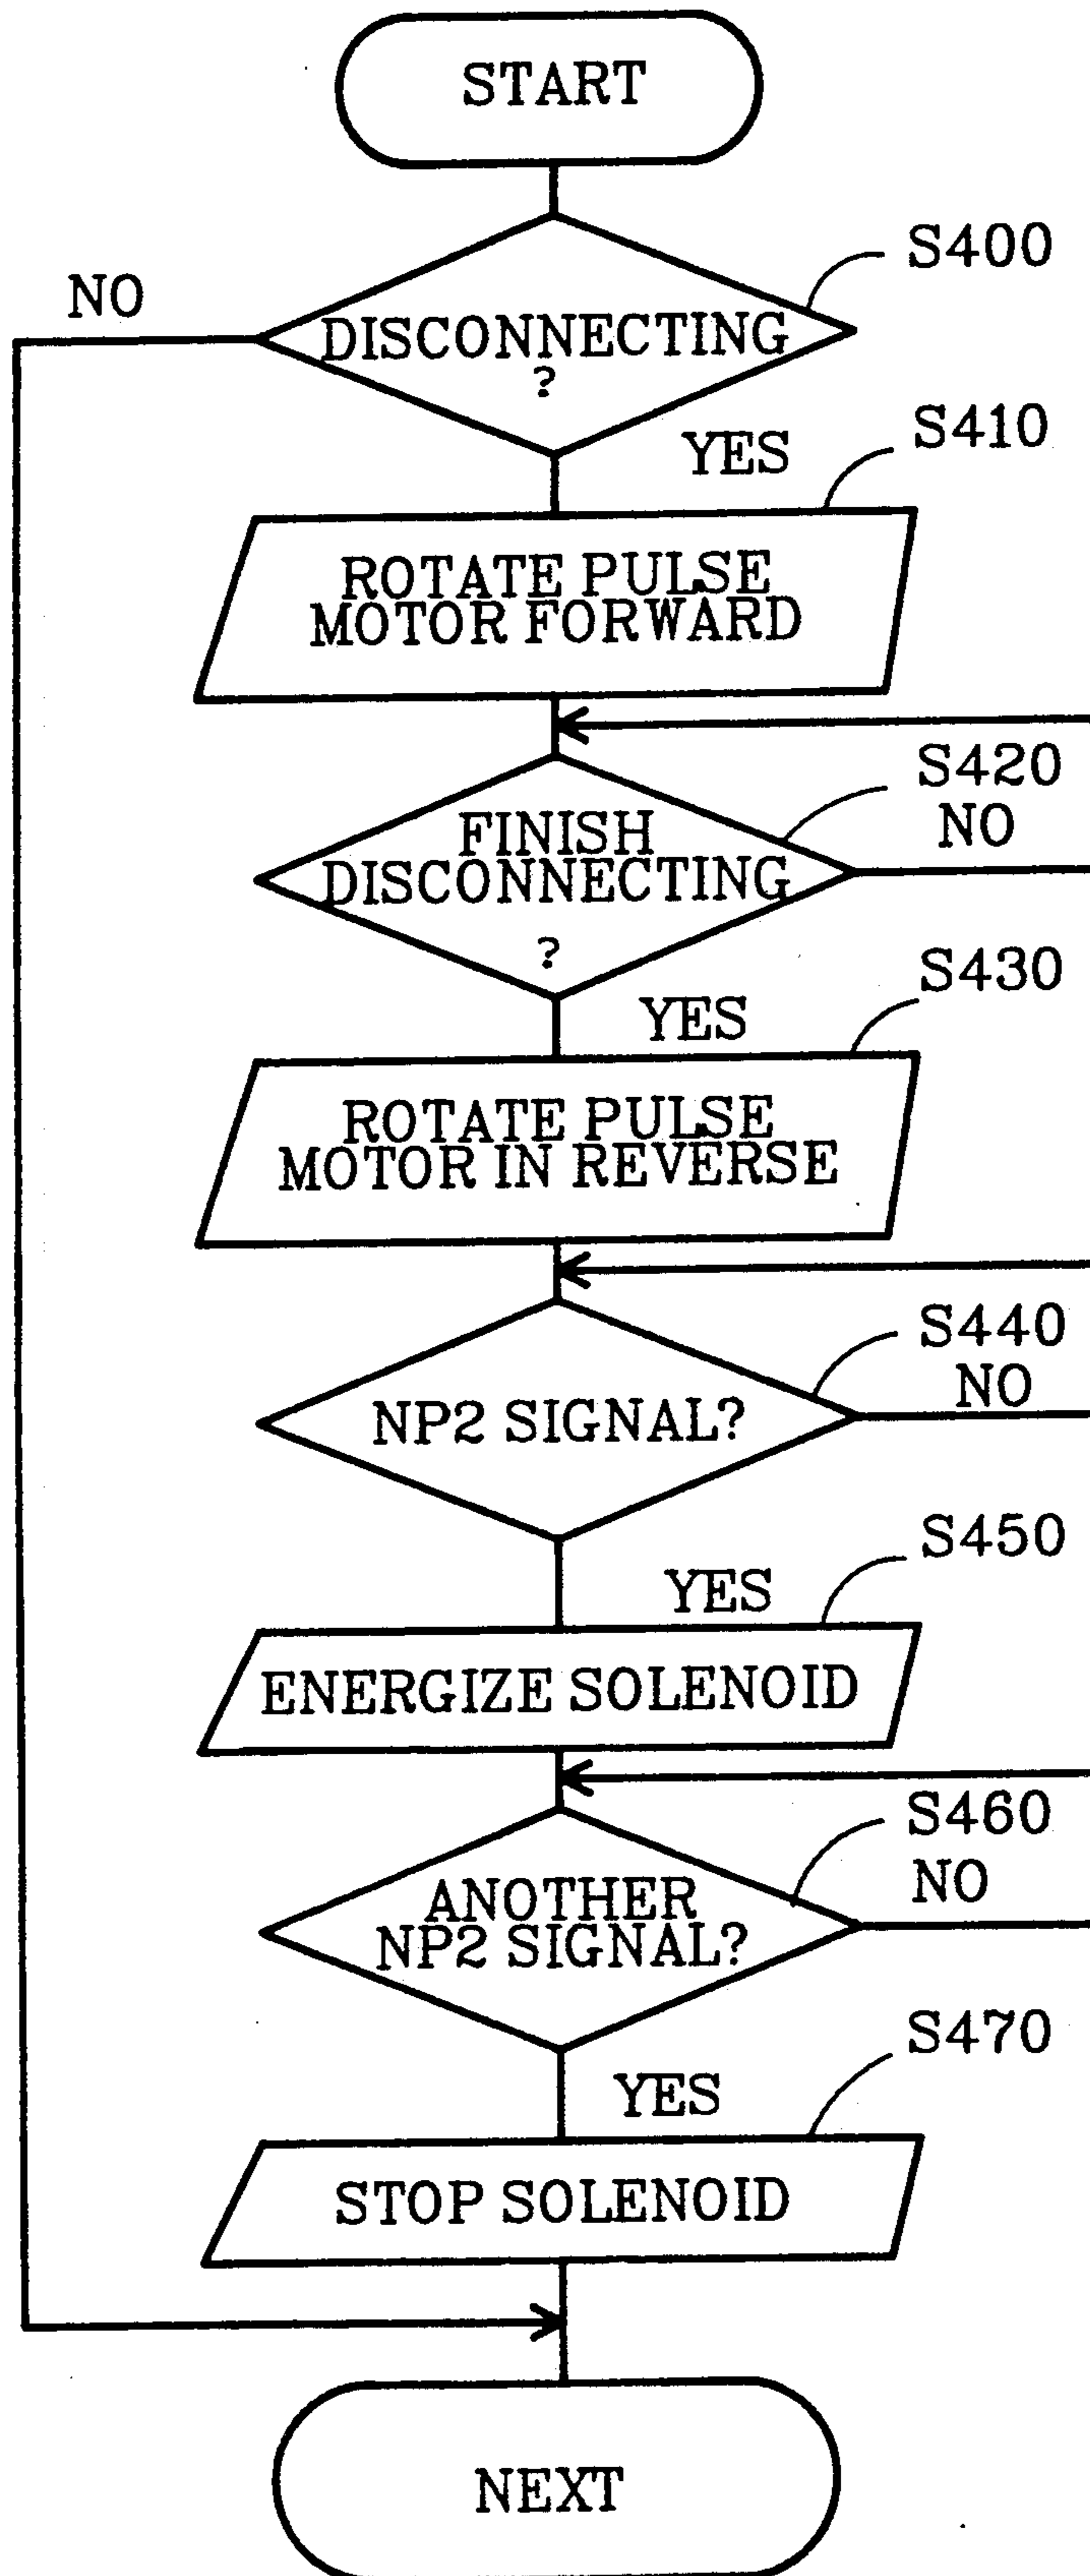 START
S400
NO
DISCONNECTING
?
YES
S410
ROTATE PULSE
MOTOR FORWARD
S420
NO
FINISH
DISCONNECTING
?
S430
YES
ROTATE PULSE
MOTOR IN REVERSE
S440
NO
NP2 SIGNAL?
S450
YES
ENERGIZE SOLENOID
S460
NO
ANOTHER
NP2 SIGNAL?
S470
YES
STOP SOLENOID
NEXT